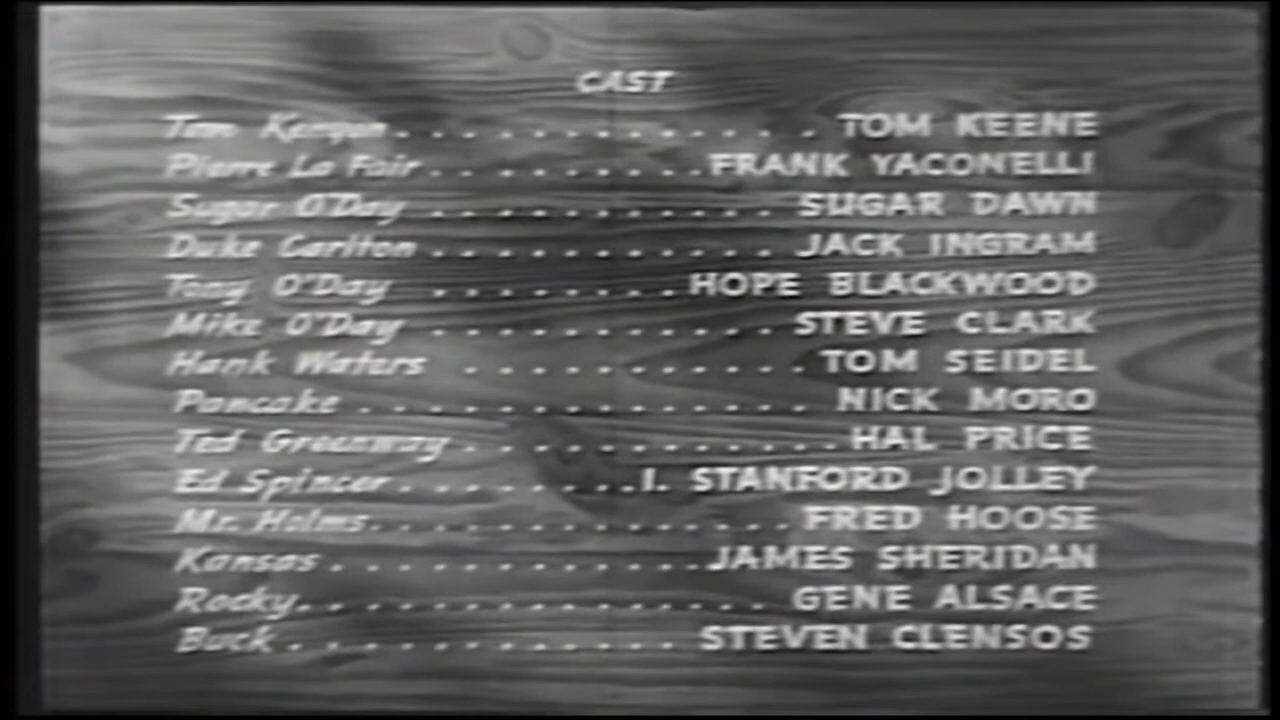 CAST
Tom Kenyon.............TOM KEENE
Pierre La Fair.........FRANK YACONELLI
Sugar O'Day..........SUGAR DAWN
Duke Carlton..........JACK INGRAM
Tony O'Day.......HOPE BLACKWOOD
Mike O'Day..........STEVE CLARK
Hank Waters..........TOM SEIDEL
Pancake.............NICK MORO
Ted Greenway...........HAL PRICE
Ed Spincer.......I. STANFORD JOLLEY
Mr. Holms............FRED HOOSE
Kansas...........JAMES SHERIDAN
Rocky..............GENE ALSACE
Buck............STEVEN CLENSOS